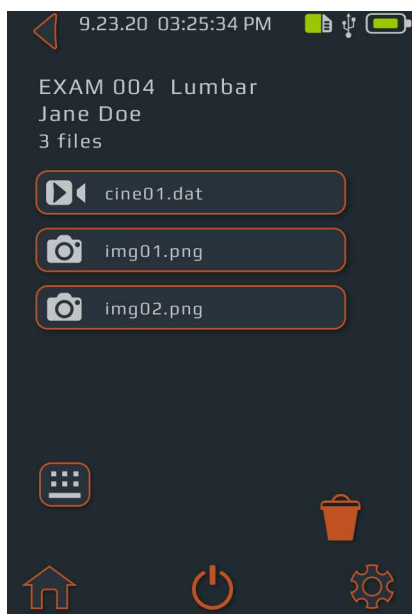 9.23.20 03:25:34 PM
EXAM 004 Lumbar
Jane Doe
3 files
cine01.dat
img01.png
img02.png